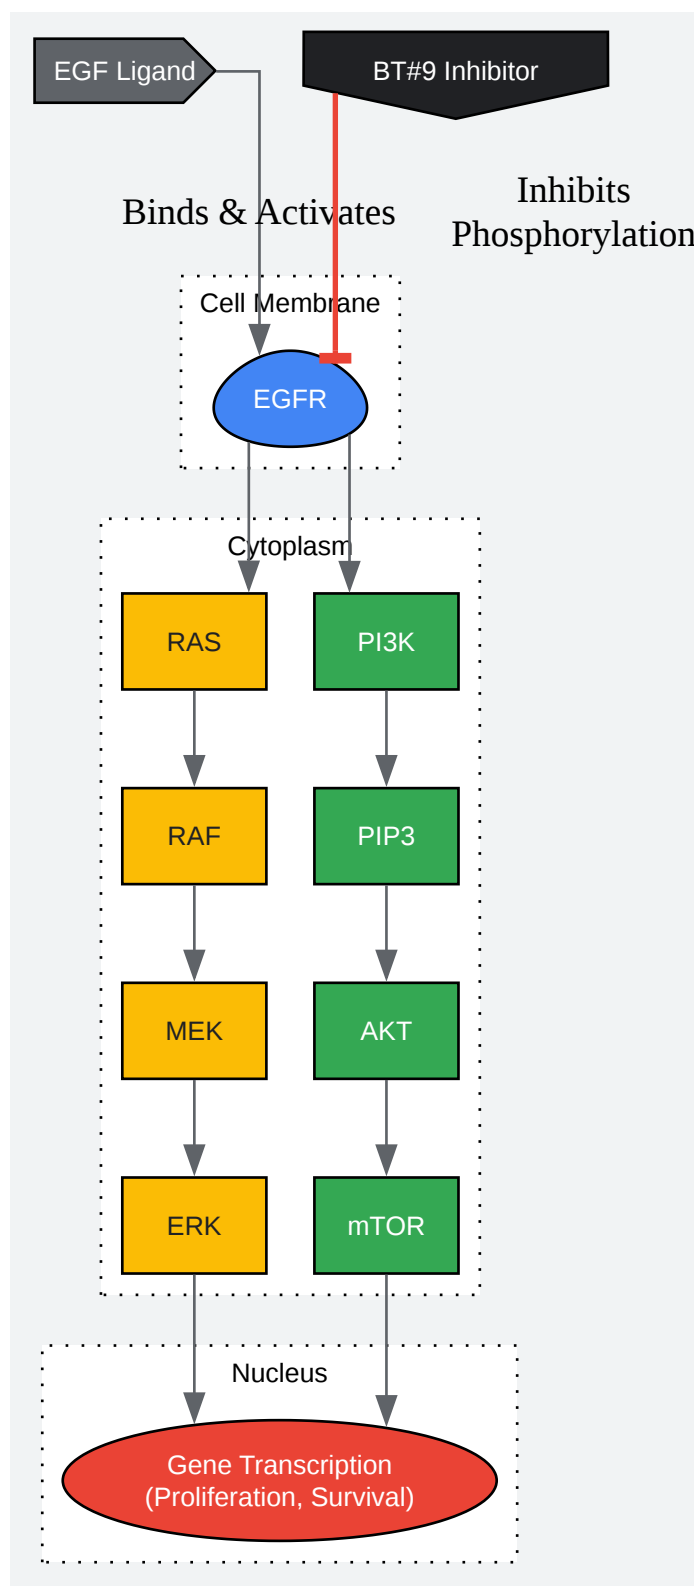 EGF Ligand
BT#9 Inhibitor
Binds & Activates
Inhibits
Phosphorylation
Cell Membrane
EGFR
Cytoplasm
RAS
PI3K
RAF
PIP3
MEK
AKT
ERK
mTOR
Nucleus
Gene Transcription
(Proliferation, Survival)